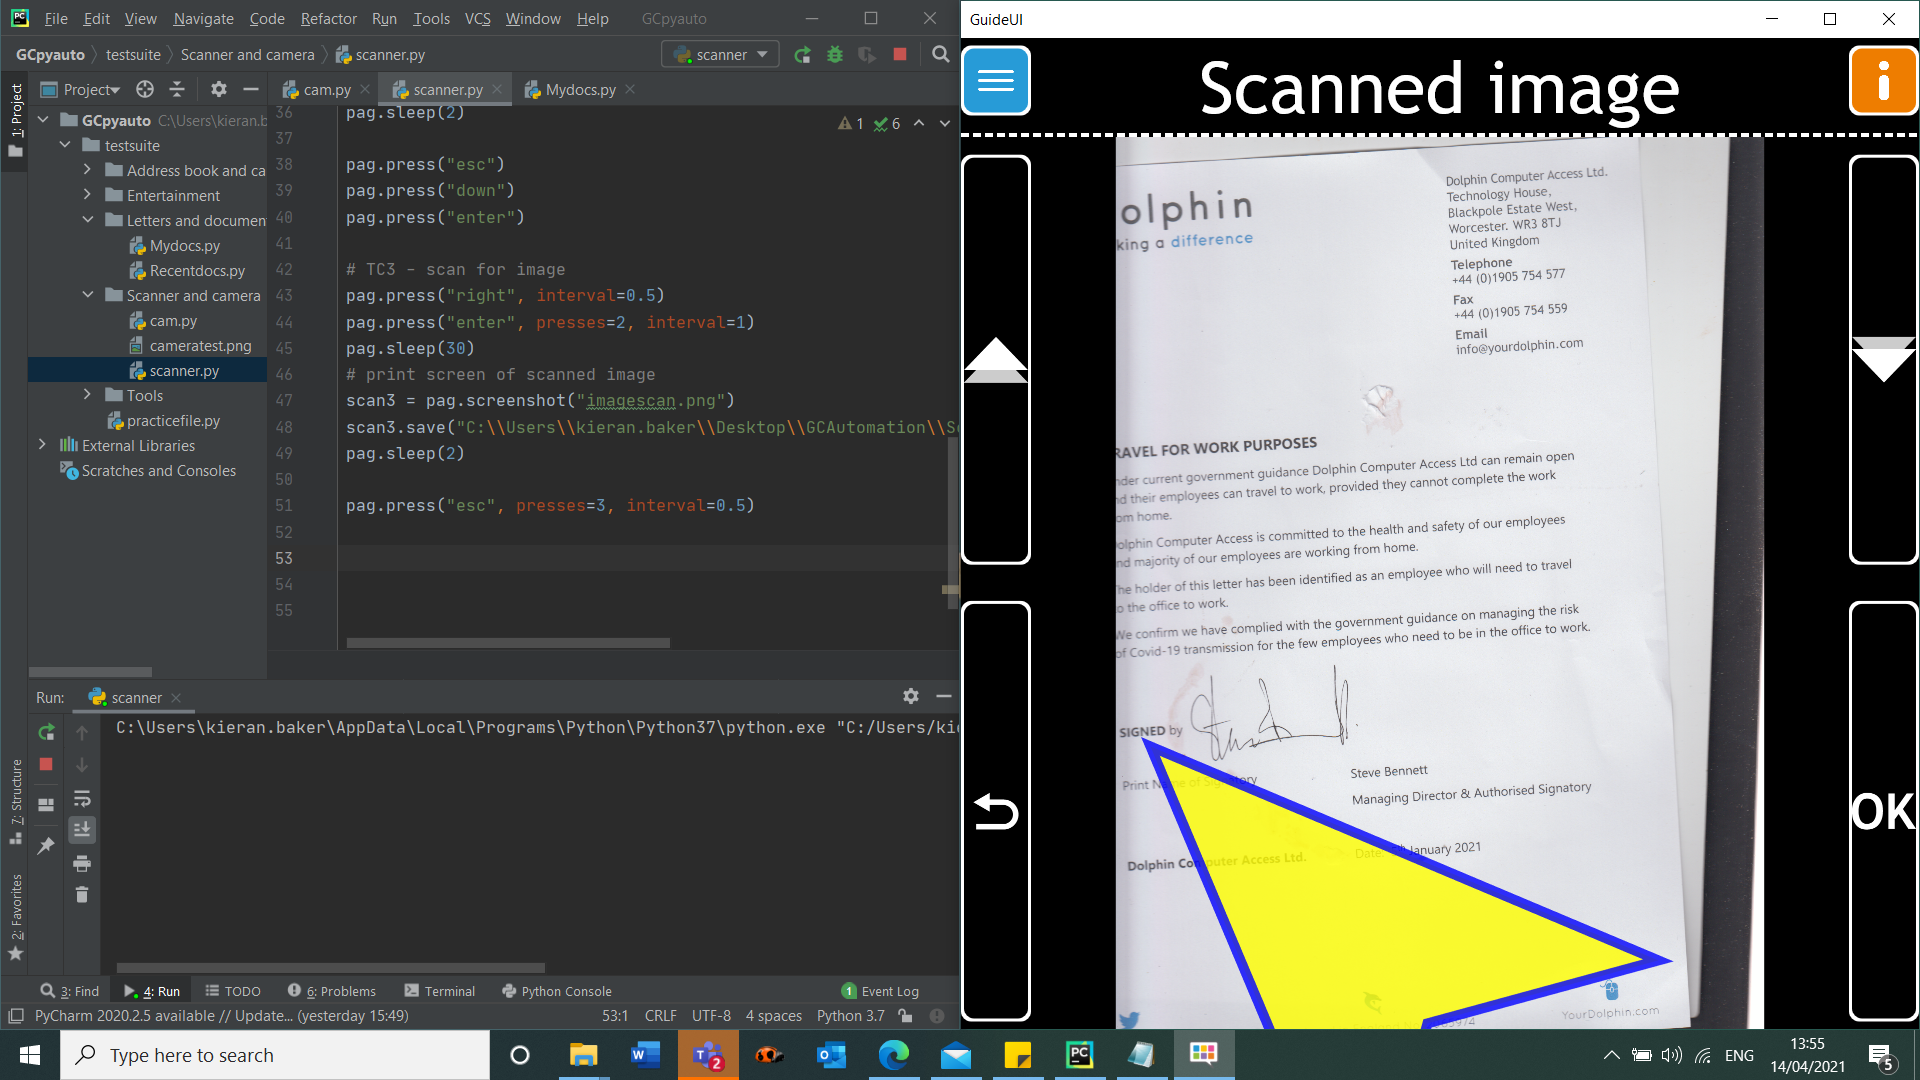 File Edit View Navigate Code Refactor Run Tools VCS Window Help GCpyauto
GCpyauto testsuite Scanner and camera scanner.py
scanner
1: Project
Project
cam.py
scanner.py
Mydocs.py
GCpyauto C:\Users\kieran.b
testsuite
Address book and ca
Entertainment
Letters and documen
Mydocs.py
Recentdocs.py
Scanner and camera
cam.py
cameratest.png
scanner.py
Tools
practicefile.py
External Libraries
Scratches and Consoles
1 6
36 pag.sleep(2)
37
38 pag.press("esc")
39 pag.press("down")
40 pag.press("enter")
41
42 # TC3 - scan for image
43 pag.press("right", interval=0.5)
44 pag.press("enter", presses=2, interval=1)
45 pag.sleep(30)
46 # print screen of scanned image
47 scan3 = pag.screenshot("imagescan.png")
48 scan3.save("C:\\Users\\kieran.baker\\Desktop\\GCAutomation\\S
49 pag.sleep(2)
50
51 pag.press("esc", presses=3, interval=0.5)
52
53
54
55
Run: scanner
C:\Users\kieran.baker\AppData\Local\Programs\Python\Python37\python.exe "C:/Users/ki
7: Structure
2: Favorites
3: Find 4: Run TODO 6: Problems Terminal Python Console 1 Event Log
PyCharm 2020.2.5 available // Update... (yesterday 15:49) 53:1 CRLF UTF-8 4 spaces Python 3.7
GuideUI
Scanned image
i
OK
olphin
king a difference
Dolphin Computer Access Ltd.
Technology House,
Blackpole Estate West,
Worcester. WR3 8TJ
United Kingdom
Telephone
+44 (0)1905 754 577
Fax
+44 (0)1905 754 559
Email
info@yourdolphin.com
RAVEL FOR WORK PURPOSES
nder current government guidance Dolphin Computer Access Ltd can remain open
nd their employees can travel to work, provided they cannot complete the work
om home.
olphin Computer Access is committed to the health and safety of our employees
nd majority of our employees are working from home.
he holder of this letter has been identified as an employee who will need to travel
o the office to work.
We confirm we have complied with the government guidance on managing the risk
of Covid-19 transmission for the few employees who need to be in the office to work.
SIGNED by
Print Name of Signatory
Steve Bennett
Managing Director & Authorised Signatory
Dolphin Computer Access Ltd.
Date: January 2021
YourDolphin.com
Type here to search
2
ENG
13:55
14/04/2021
5